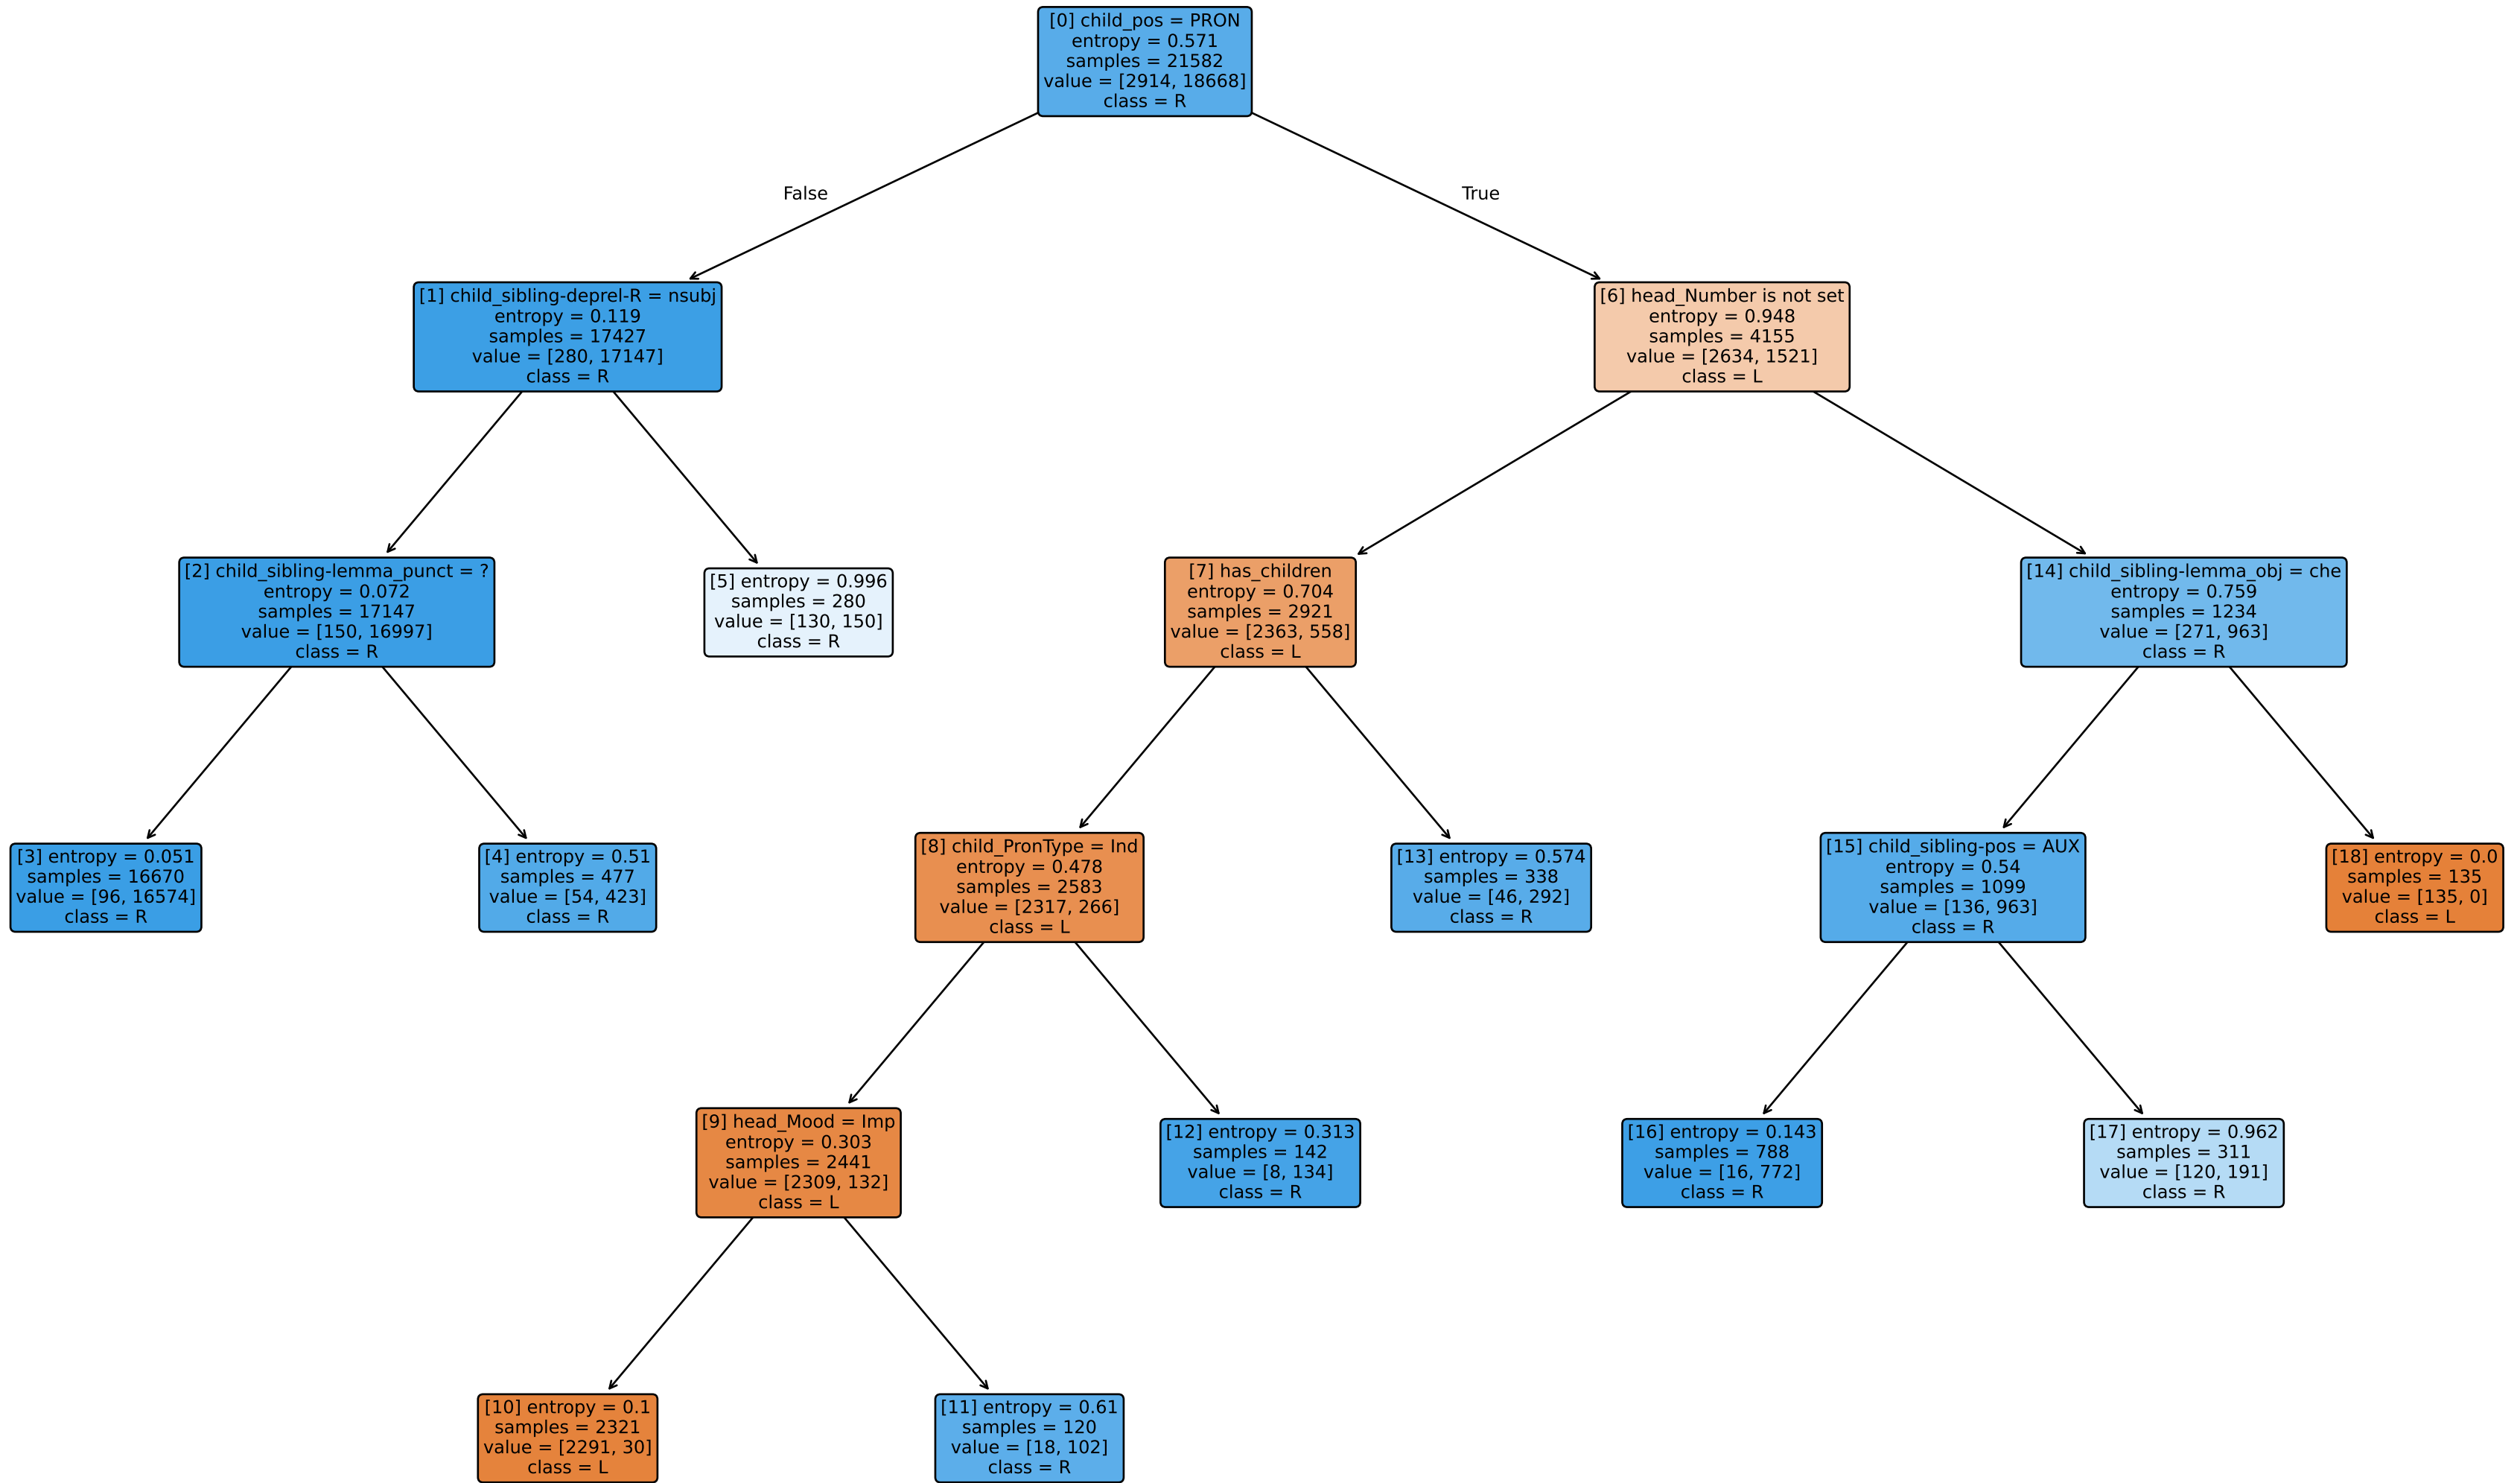 [0] child_pos = PRON
entropy = 0.571
samples = 21582
value = [2914, 18668]
class = R
False
True
[1] child_sibling-deprel-R = nsubj
entropy = 0.119
samples = 17427
value = [280, 17147]
class = R
[6] head_Number is not set
entropy = 0.948
samples = 4155
value = [2634, 1521]
class = L
[2] child_sibling-lemma_punct = ?
entropy = 0.072
samples = 17147
value = [150, 16997]
class = R
[5] entropy = 0.996
samples = 280
value = [130, 150]
class = R
[7] has_children
entropy = 0.704
samples = 2921
value = [2363, 558]
class = L
[14] child_sibling-lemma_obj = che
entropy = 0.759
samples = 1234
value = [271, 963]
class = R
[3] entropy = 0.051
samples = 16670
value = [96, 16574]
class = R
[4] entropy = 0.51
samples = 477
value = [54, 423]
class = R
[8] child_PronType = Ind
entropy = 0.478
samples = 2583
value = [2317, 266]
class = L
[13] entropy = 0.574
samples = 338
value = [46, 292]
class = R
[15] child_sibling-pos = AUX
entropy = 0.54
samples = 1099
value = [136, 963]
class = R
[18] entropy = 0.0
samples = 135
value = [135, 0]
class = L
[9] head_Mood = Imp
entropy = 0.303
samples = 2441
value = [2309, 132]
class = L
[12] entropy = 0.313
samples = 142
value = [8, 134]
class = R
[16] entropy = 0.143
samples = 788
value = [16, 772]
class = R
[17] entropy = 0.962
samples = 311
value = [120, 191]
class = R
[10] entropy = 0.1
samples = 2321
value = [2291, 30]
class = L
[11] entropy = 0.61
samples = 120
value = [18, 102]
class = R